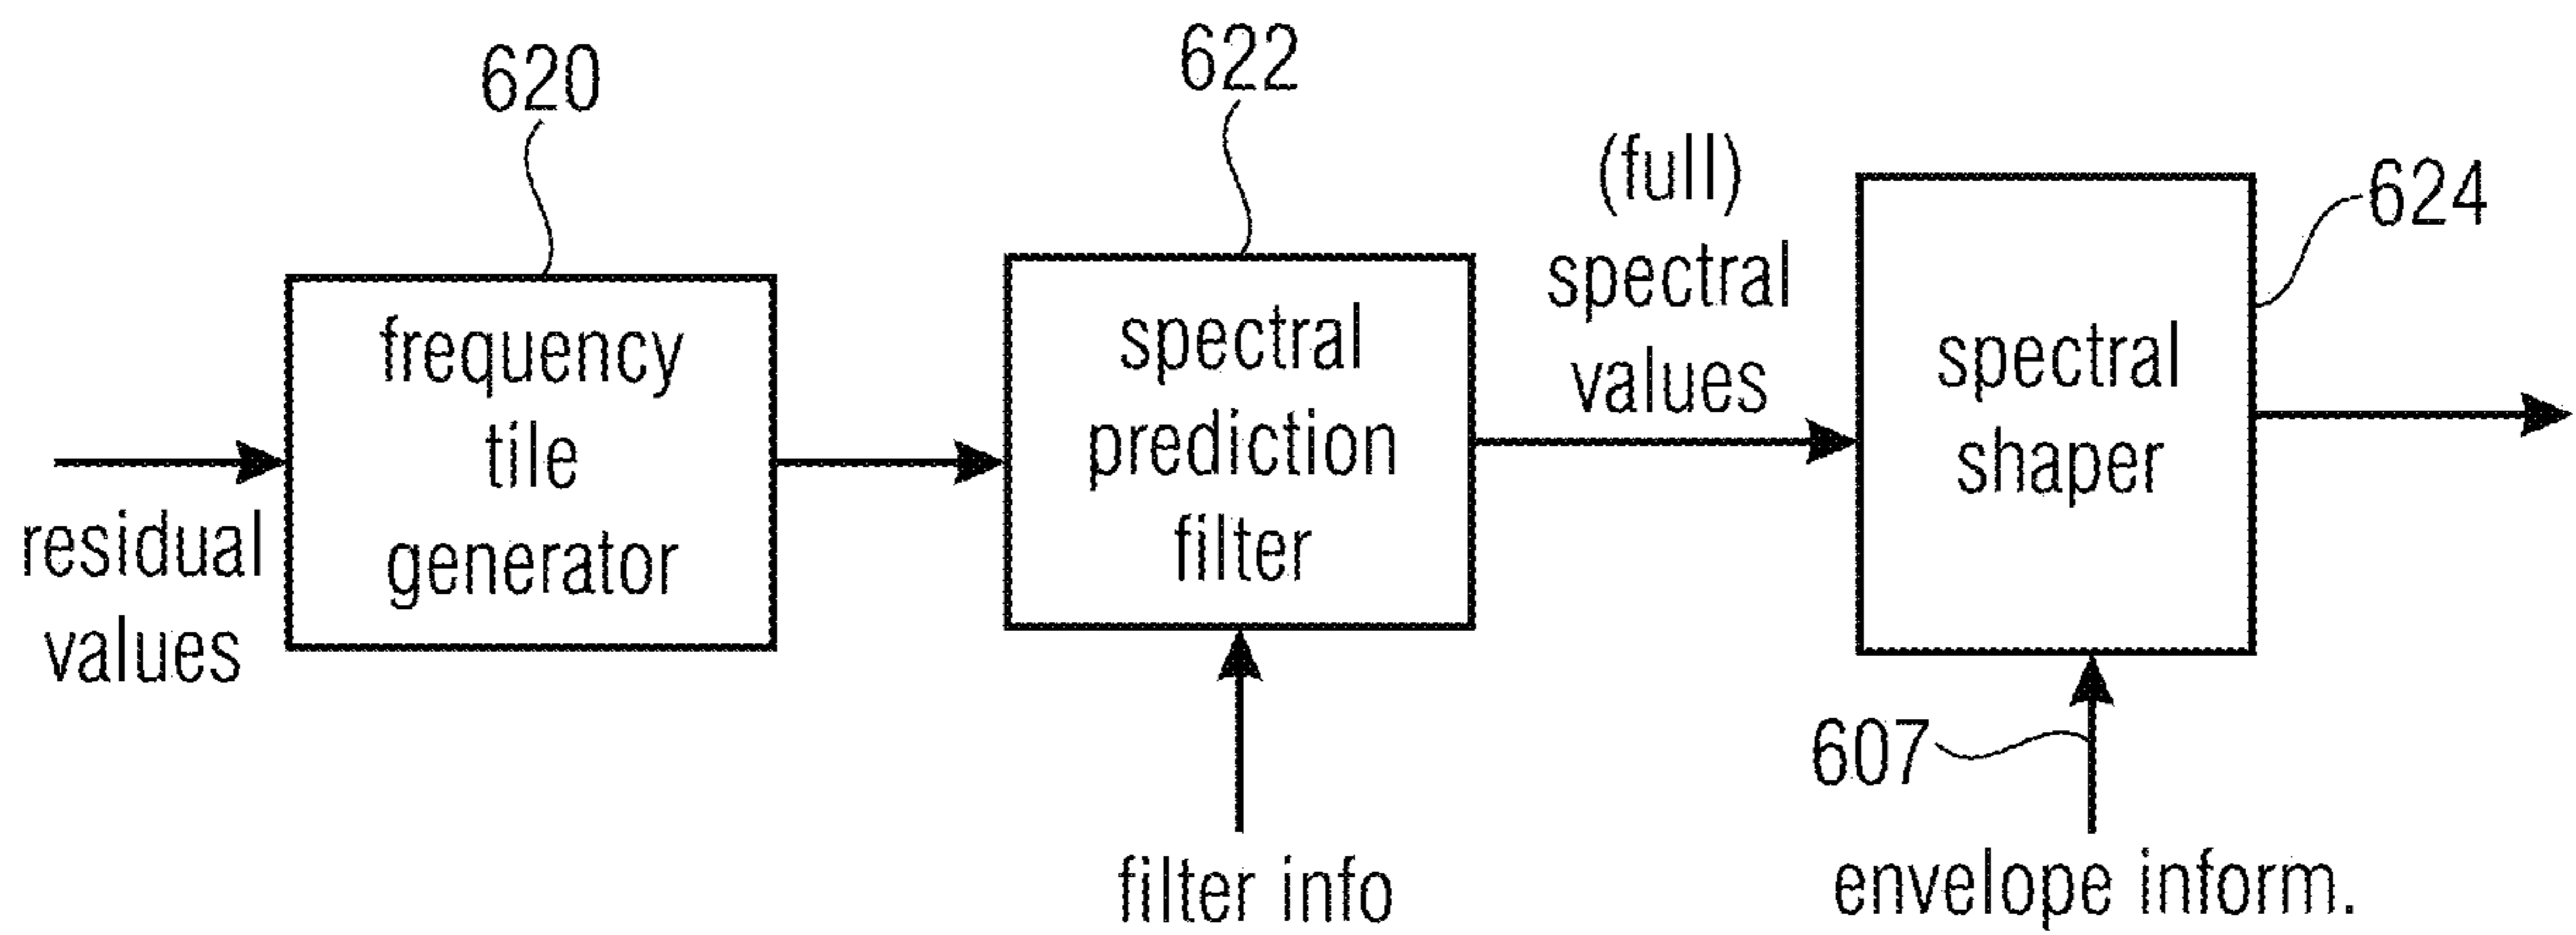 620
622
(full)
spectral
values
624
frequency
tile
generator
spectral
prediction
filter
spectral
shaper
residual
values
607
filter info
envelope inform.